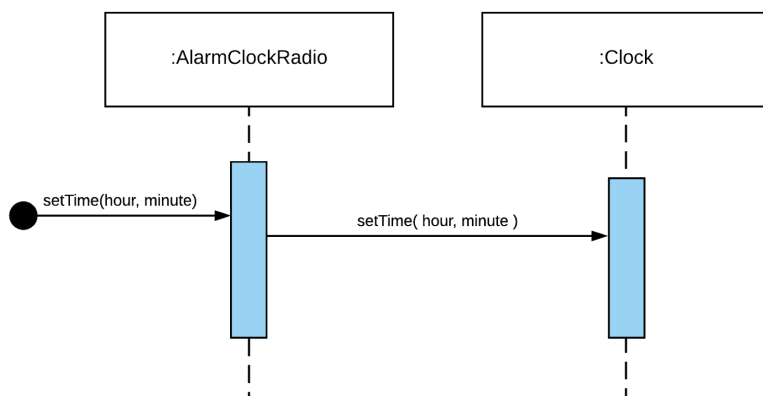 :AlarmClockRadio
:Clock
setTime(hour, minute)
setTime( hour, minute )